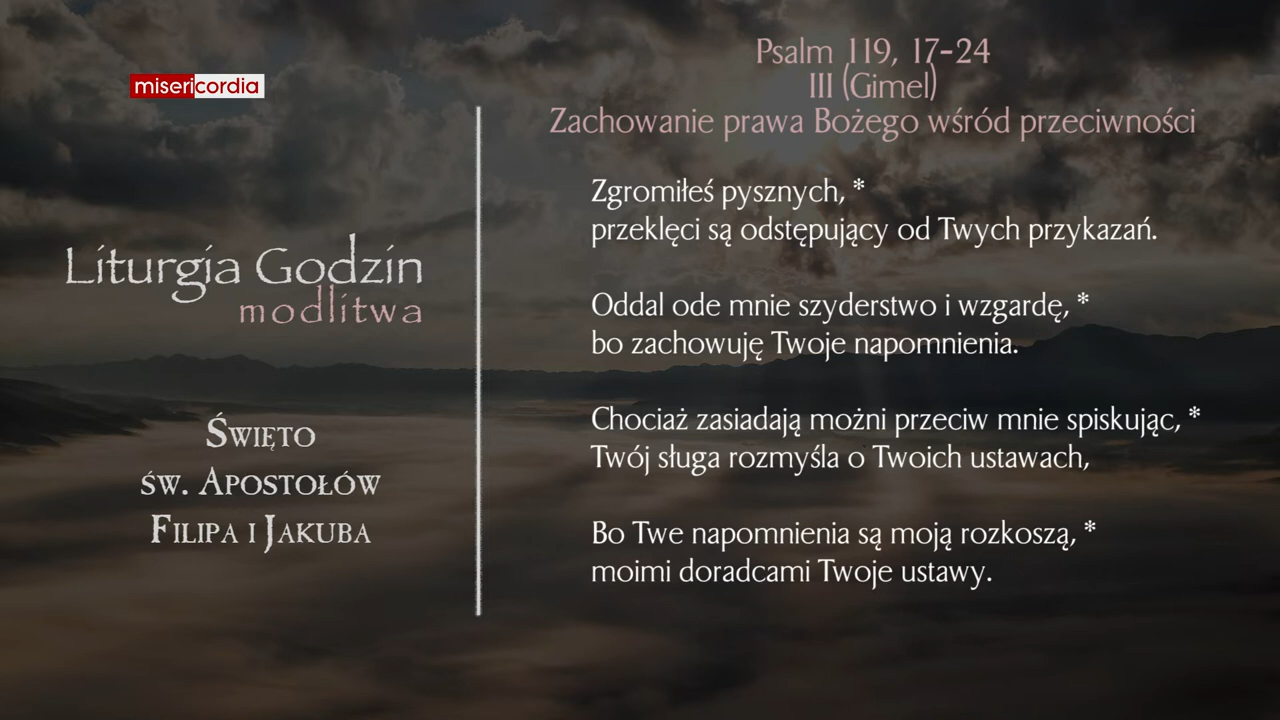 misericordia
Liturgia Godzin
modlitwa
Święto
św. Apostołów
Filipa i Jakuba
Psalm 119, 17-24
III (Gimel)
Zachowanie prawa Bożego wśród przeciwności
Zgromiłeś pysznych, *
przeklęci są odstępujący od Twych przykazań.
Oddal ode mnie szyderstwo i wzgardę, *
bo zachowuję Twoje napomnienia.
Chociaż zasiadają możni przeciw mnie spiskując, *
Twój sługa rozmyśla o Twoich ustawach,
Bo Twe napomnienia są moją rozkoszą, *
moimi doradcami Twoje ustawy.